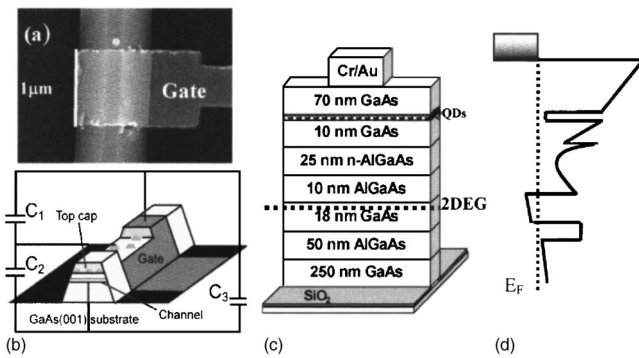 (a)
1μm
Gate
C1
C2
C3
Top cap
Gate
GaAs(001) substrate
Channel
(b)
Cr/Au
70 nm GaAs
QDs
10 nm GaAs
25 nm n-AlGaAs
10 nm AlGaAs
2DEG
18 nm GaAs
50 nm AlGaAs
250 nm GaAs
SiO2
(c)
EF
(d)